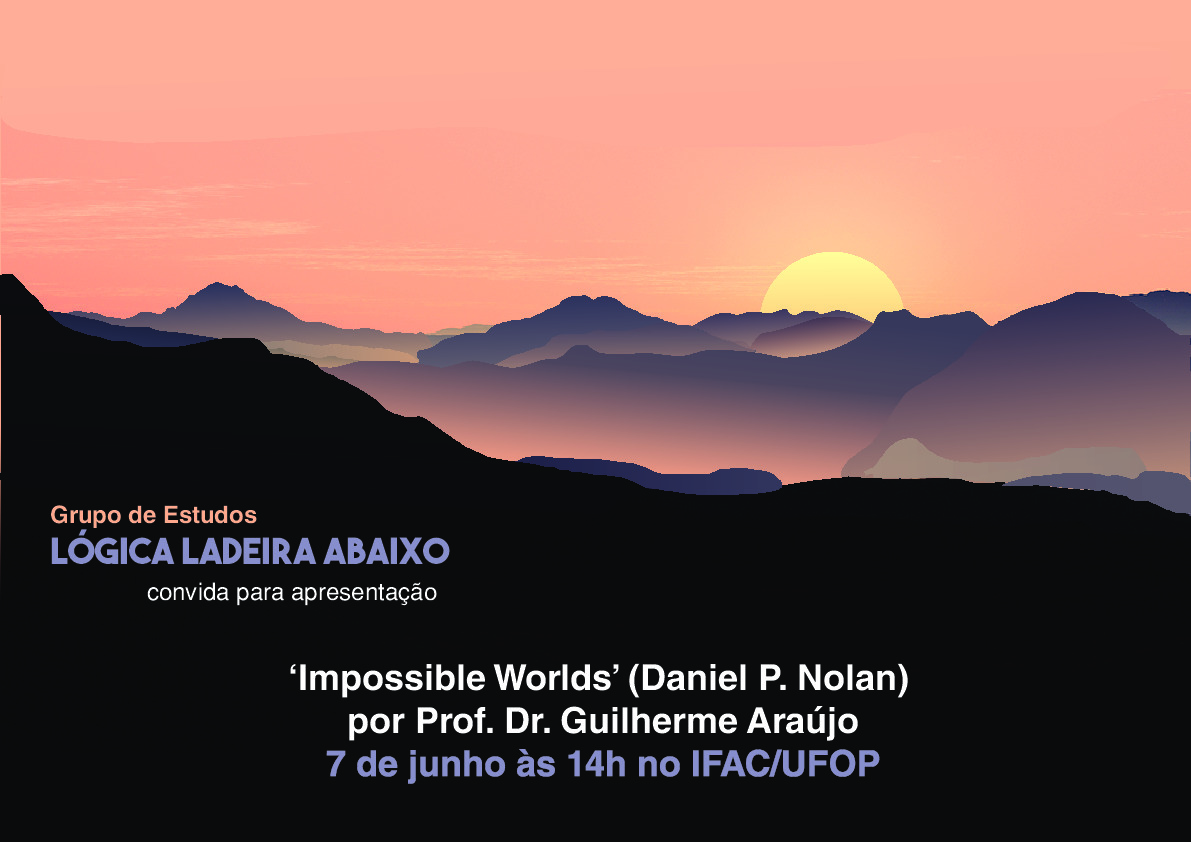 Grupo de Estudos
LÓGICA LADEIRA ABAIXO
convida para apresentação
‘Impossible Worlds’ (Daniel P. Nolan)
por Prof. Dr. Guilherme Araújo
7 de junho às 14h no IFAC/UFOP